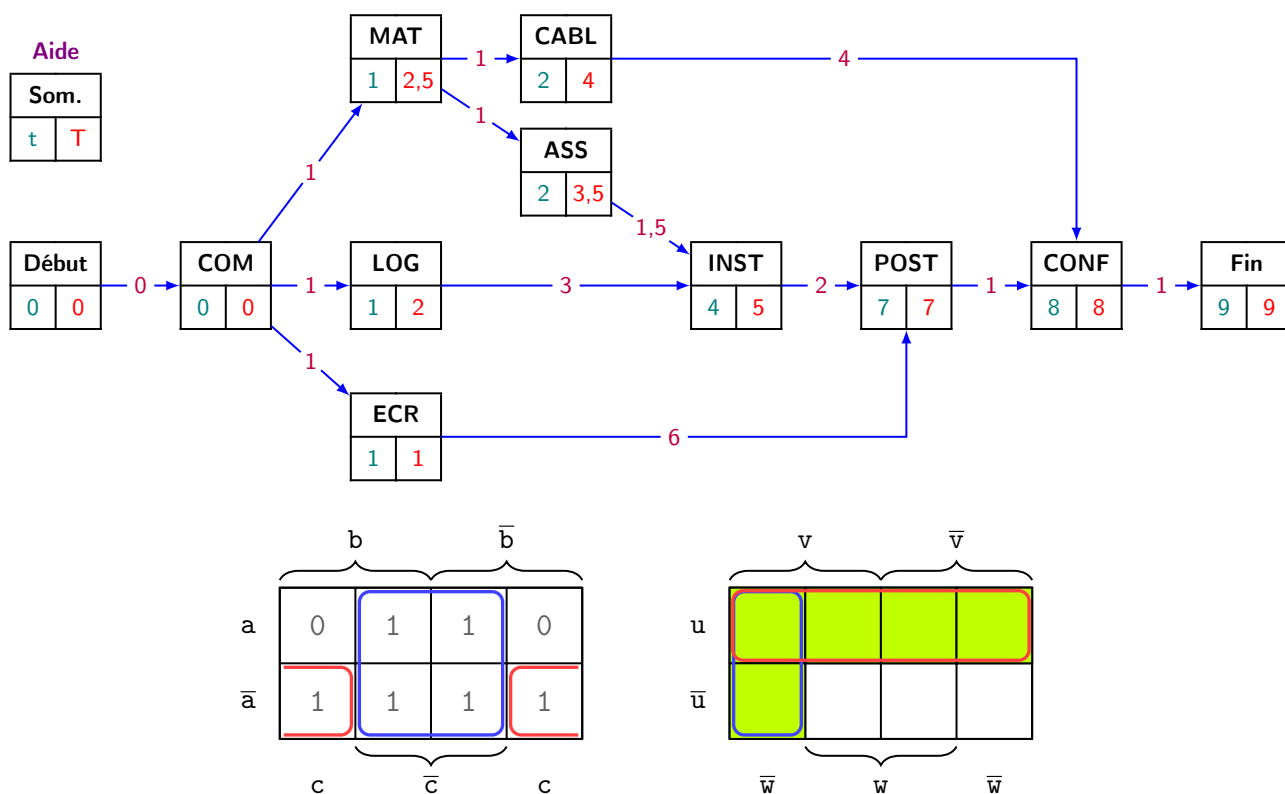 MAT CABL
Aide
1 2,5 1 2 4 4
Som.
t T
1
ASS
2 3,5
1
1,5
Début COM LOG INST POST CONF Fin
0 0 0 0 0 1 1 2 3 4 5 2 7 7 1 8 8 1 9 9
1
ECR
1 1 6
b b̅ v v̅
a 0 1 1 0 u
a̅ 1 1 1 1 u̅
c c̅ c w̅ w w̅